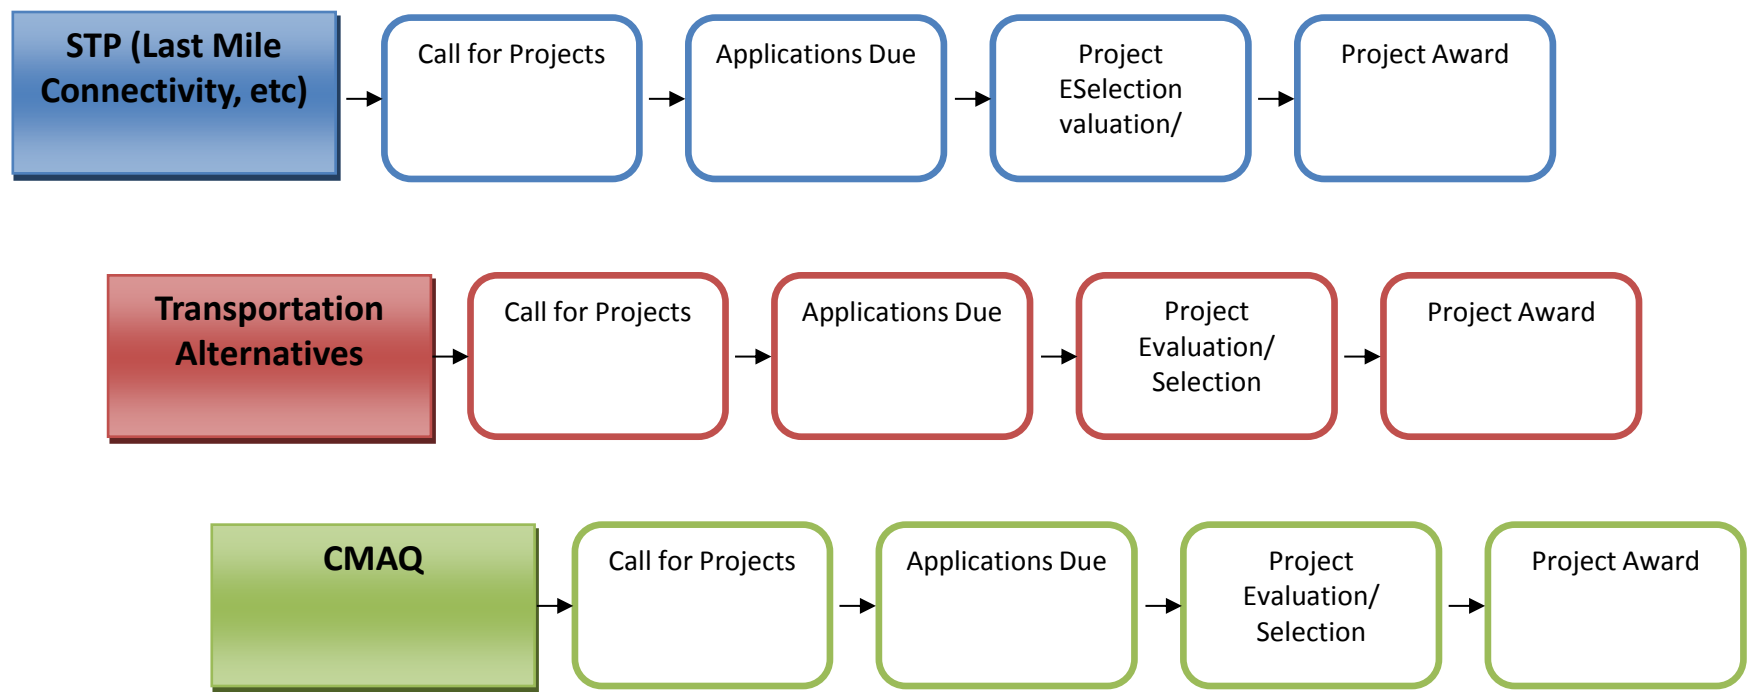 STP (Last Mile
Connectivity, etc)
Call for Projects
Applications Due
Project
ESelection
valuation/
Project Award
Transportation
Alternatives
Call for Projects
Applications Due
Project
Evaluation/
Selection
Project Award
CMAQ
Call for Projects
Applications Due
Project
Evaluation/
Selection
Project Award